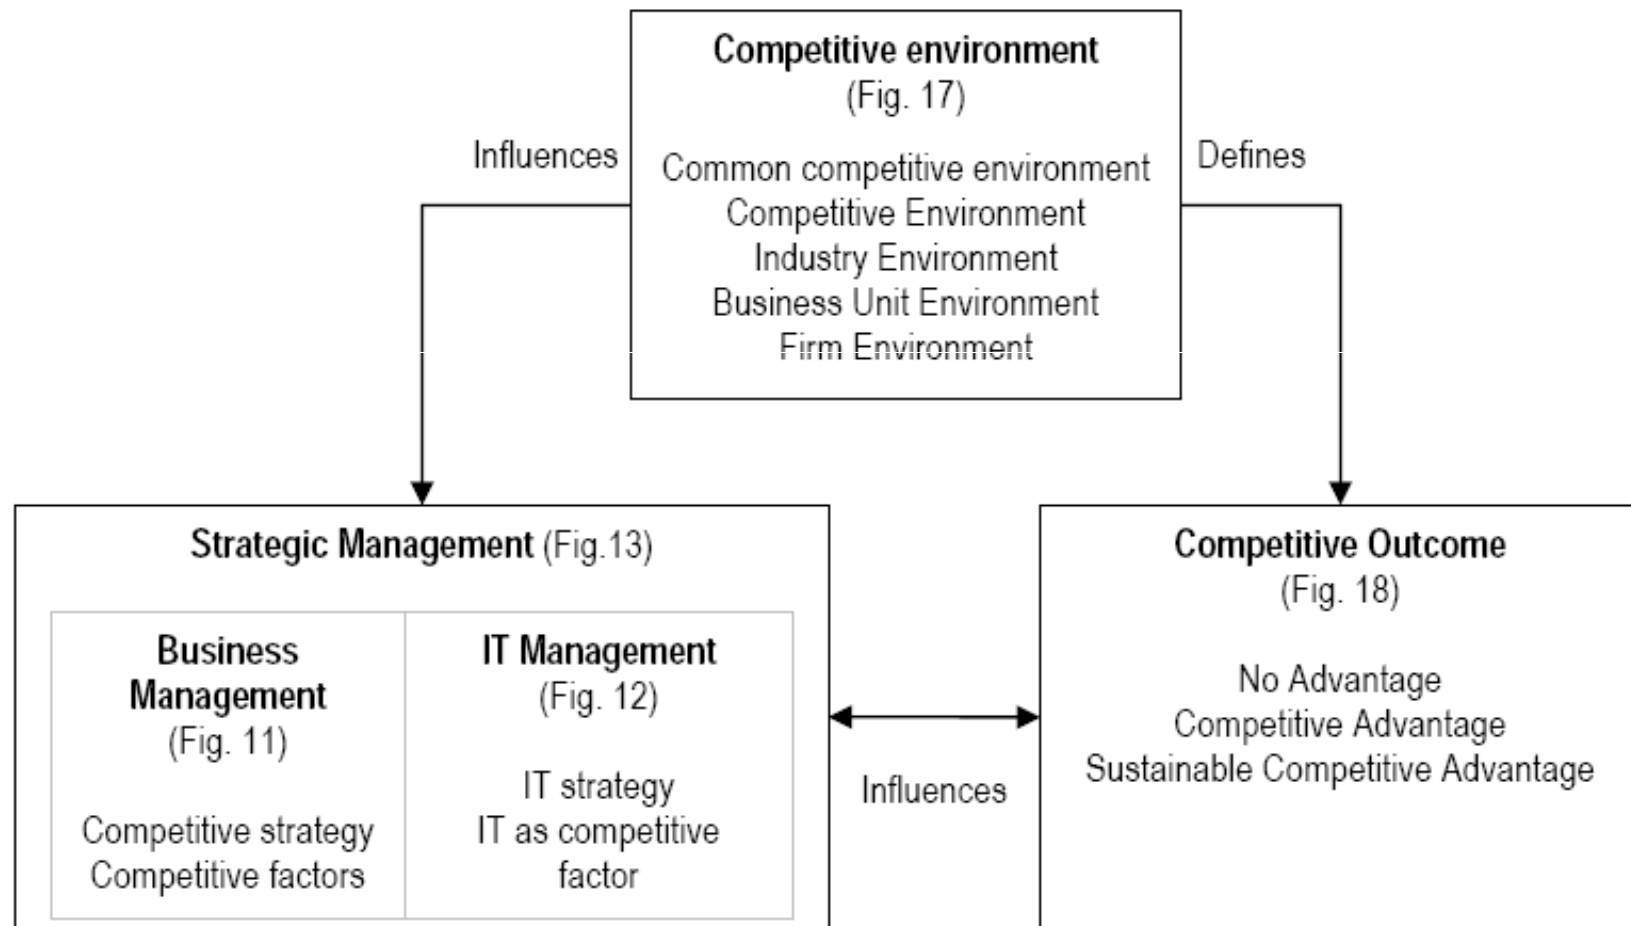 Competitive environment
(Fig. 17)
Influences
Defines
Common competitive environment
Competitive Environment
Industry Environment
Business Unit Environment
Firm Environment
Strategic Management (Fig.13)
Business
Management
(Fig. 11)
Competitive strategy
Competitive factors
IT Management
(Fig. 12)
IT strategy
IT as competitive
factor
Influences
Competitive Outcome
(Fig. 18)
No Advantage
Competitive Advantage
Sustainable Competitive Advantage